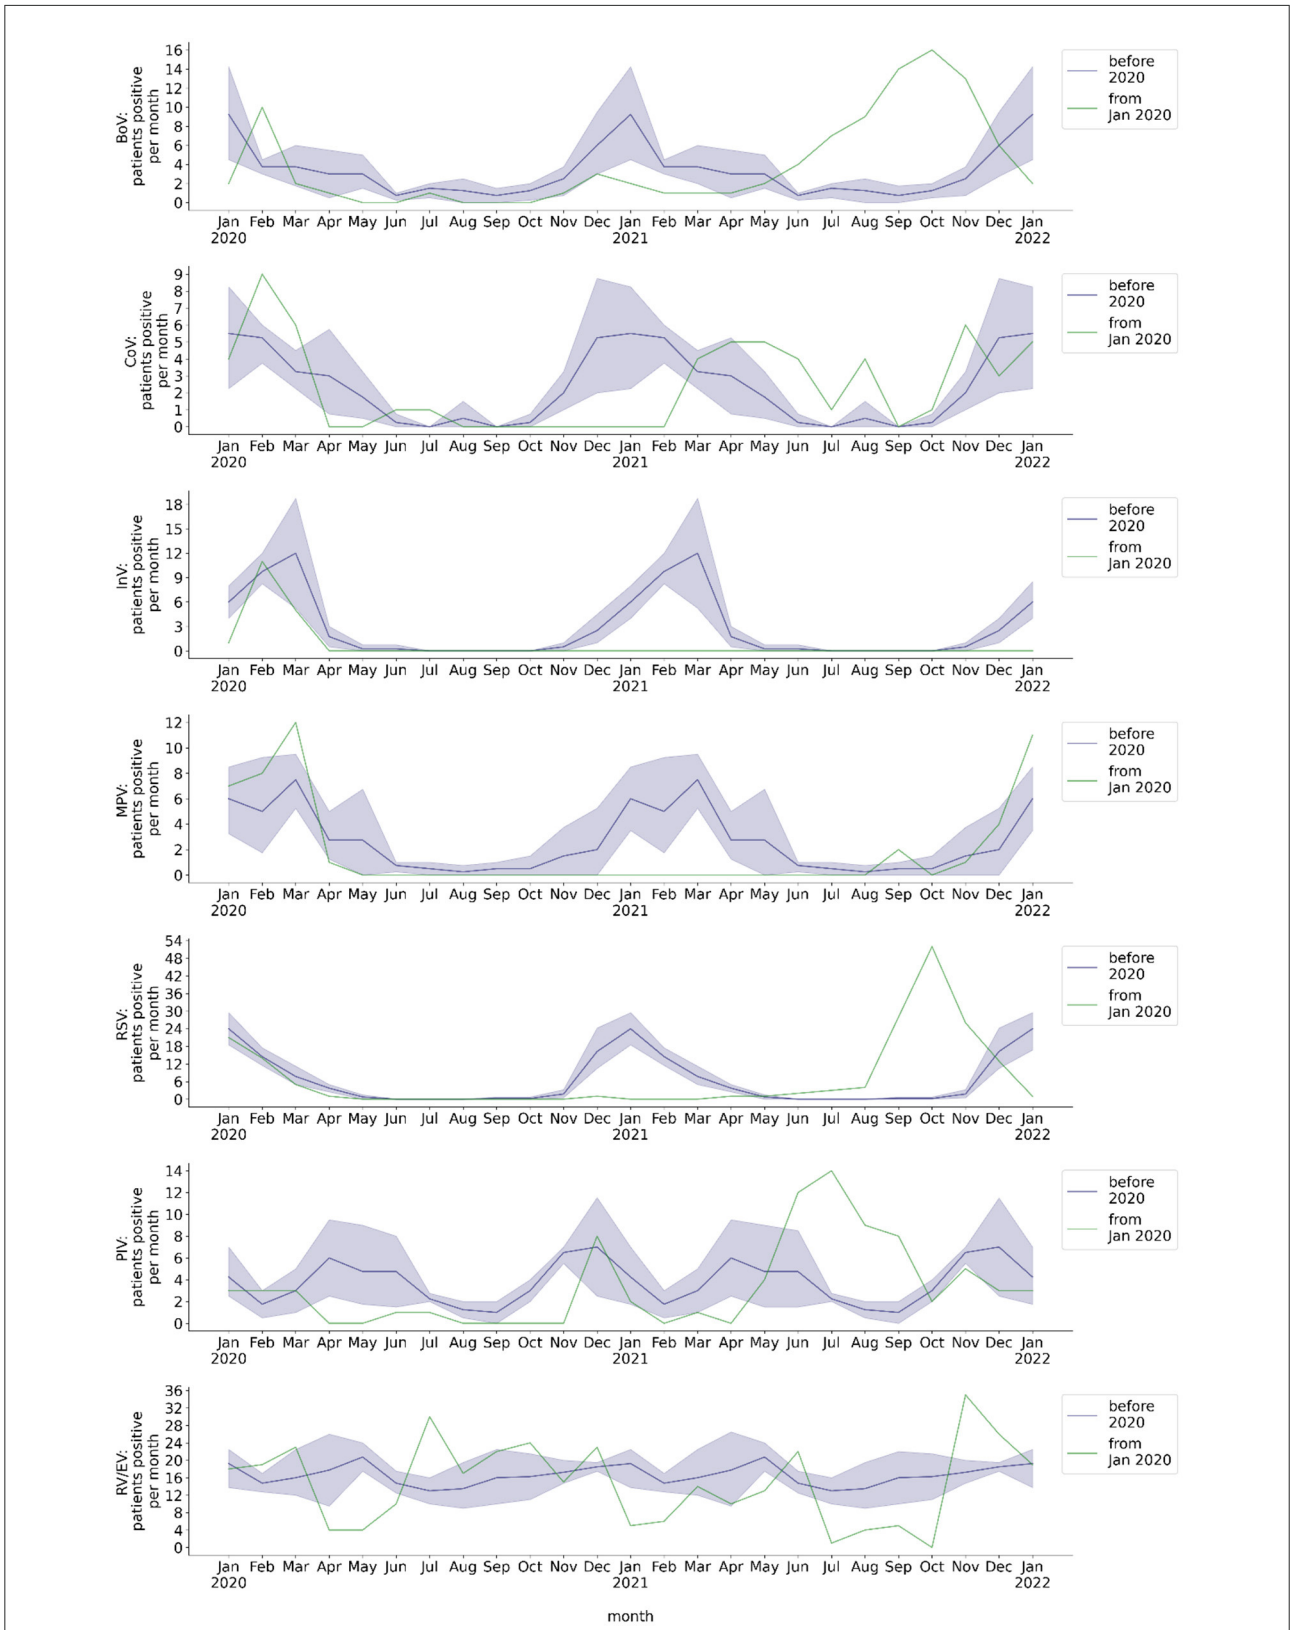 BoV:
patients positive
per month
16
14
12
10
8
6
4
2
0
Jan Feb Mar Apr May Jun Jul Aug Sep Oct Nov Dec Jan Feb Mar Apr May Jun Jul Aug Sep Oct Nov Dec Jan
2020 2021 2022
before
2020
from
Jan 2020
CoV:
patients positive
per month
9
8
7
6
5
4
3
2
1
0
Jan Feb Mar Apr May Jun Jul Aug Sep Oct Nov Dec Jan Feb Mar Apr May Jun Jul Aug Sep Oct Nov Dec Jan
2020 2021 2022
before
2020
from
Jan 2020
InV:
patients positive
per month
18
15
12
9
6
3
0
Jan Feb Mar Apr May Jun Jul Aug Sep Oct Nov Dec Jan Feb Mar Apr May Jun Jul Aug Sep Oct Nov Dec Jan
2020 2021 2022
before
2020
from
Jan 2020
MPV:
patients positive
per month
12
10
8
6
4
2
0
Jan Feb Mar Apr May Jun Jul Aug Sep Oct Nov Dec Jan Feb Mar Apr May Jun Jul Aug Sep Oct Nov Dec Jan
2020 2021 2022
before
2020
from
Jan 2020
RSV:
patients positive
per month
54
48
42
36
30
24
18
12
6
0
Jan Feb Mar Apr May Jun Jul Aug Sep Oct Nov Dec Jan Feb Mar Apr May Jun Jul Aug Sep Oct Nov Dec Jan
2020 2021 2022
before
2020
from
Jan 2020
PIV:
patients positive
per month
14
12
10
8
6
4
2
0
Jan Feb Mar Apr May Jun Jul Aug Sep Oct Nov Dec Jan Feb Mar Apr May Jun Jul Aug Sep Oct Nov Dec Jan
2020 2021 2022
before
2020
from
Jan 2020
RV/EV:
patients positive
per month
36
32
28
24
20
16
12
8
4
0
Jan Feb Mar Apr May Jun Jul Aug Sep Oct Nov Dec Jan Feb Mar Apr May Jun Jul Aug Sep Oct Nov Dec Jan
2020 2021 2022
before
2020
from
Jan 2020
month